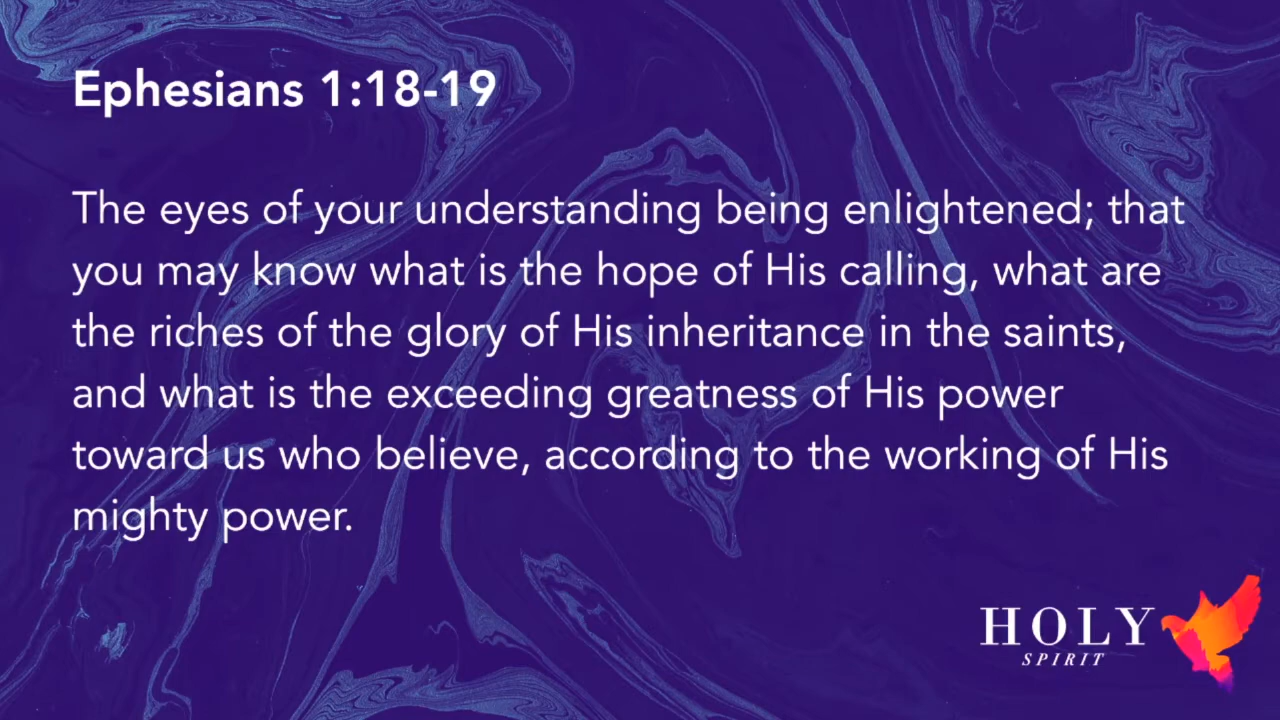 Ephesians 1:18-19
The eyes of your understanding being enlightened; that
you may know what is the hope of His calling, what are
the riches of the glory of His inheritance in the saints,
and what is the exceeding greatness of His power
toward us who believe, according to the working of His
mighty power.
HOLY
SPIRIT